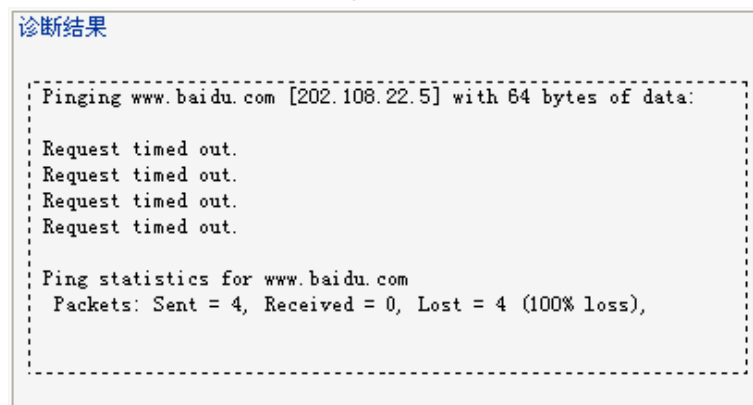 诊断结果
Pinging www.baidu.com [202.108.22.5] with 64 bytes of data:
Request timed out.
Request timed out.
Request timed out.
Request timed out.
Ping statistics for www.baidu.com
Packets: Sent = 4, Received = 0, Lost = 4 (100% loss),